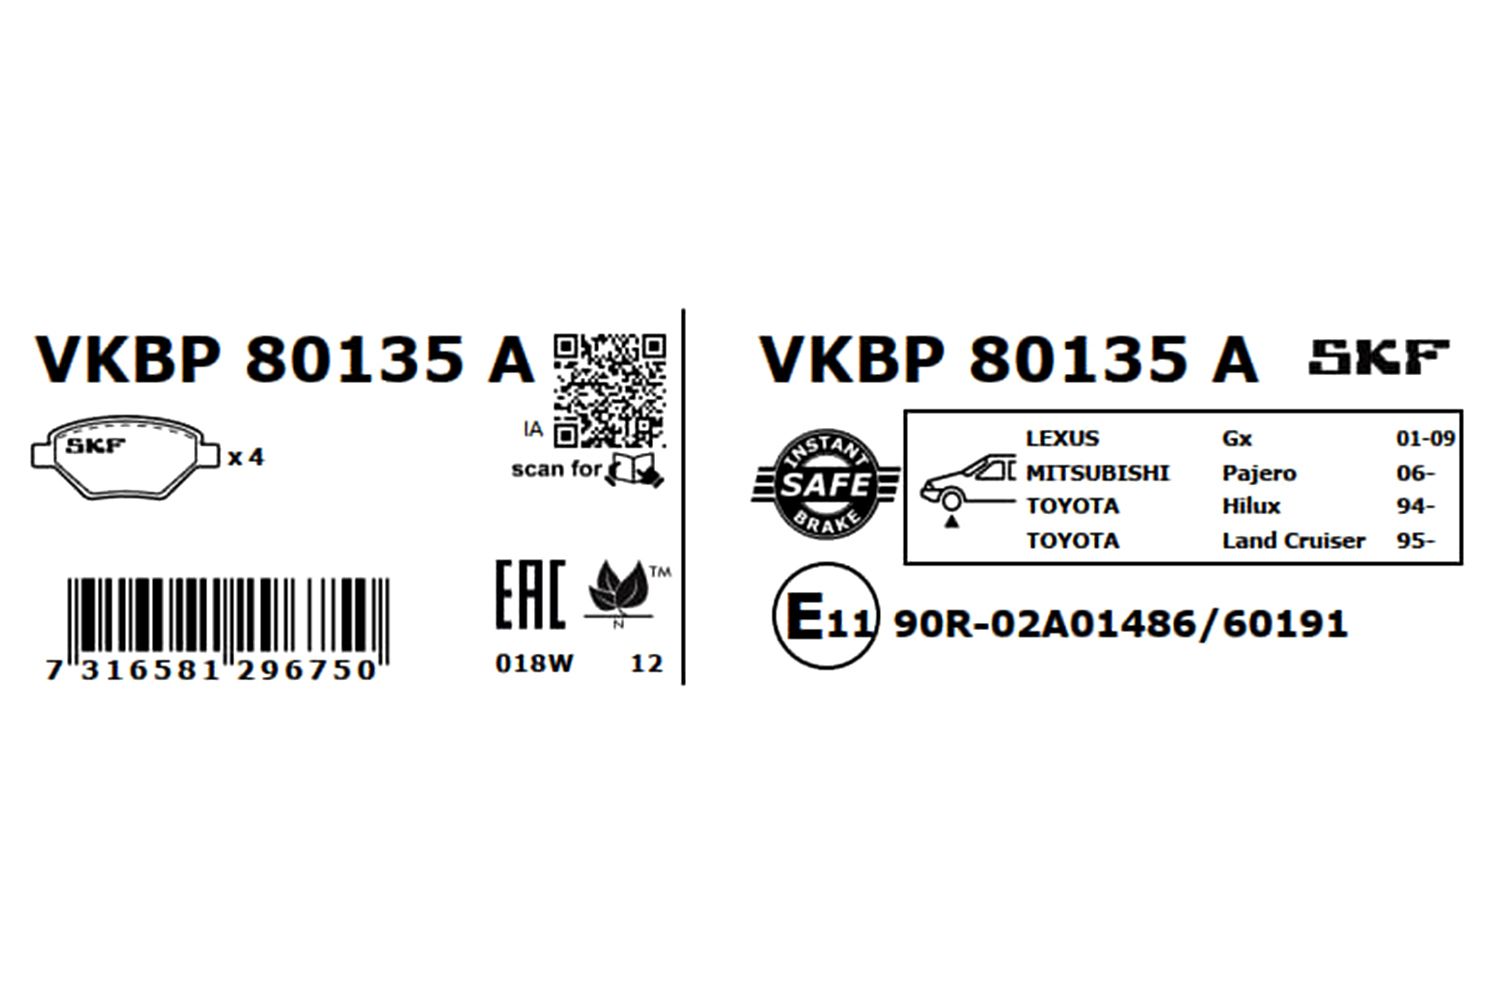 VKBP 80135 A
IA
scan for
SKF
x 4
7 316581 296750
EAC
TM
N
018W 12
VKBP 80135 A SKF
INSTANT
SAFE
BRAKE
LEXUS Gx 01-09
MITSUBISHI Pajero 06-
TOYOTA Hilux 94-
TOYOTA Land Cruiser 95-
E11 90R-02A01486/60191